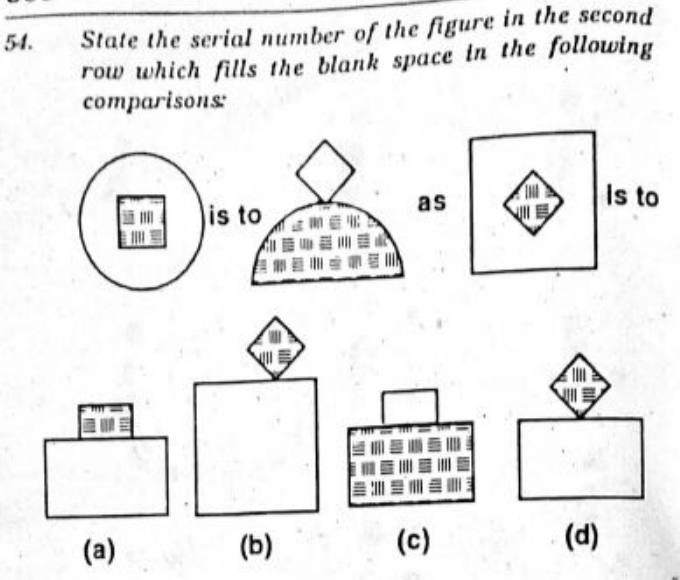 54. State the serial number of the figure in the second
row which fills the blank space in the following
comparisons:
is to as is to
(a) (b) (c) (d)